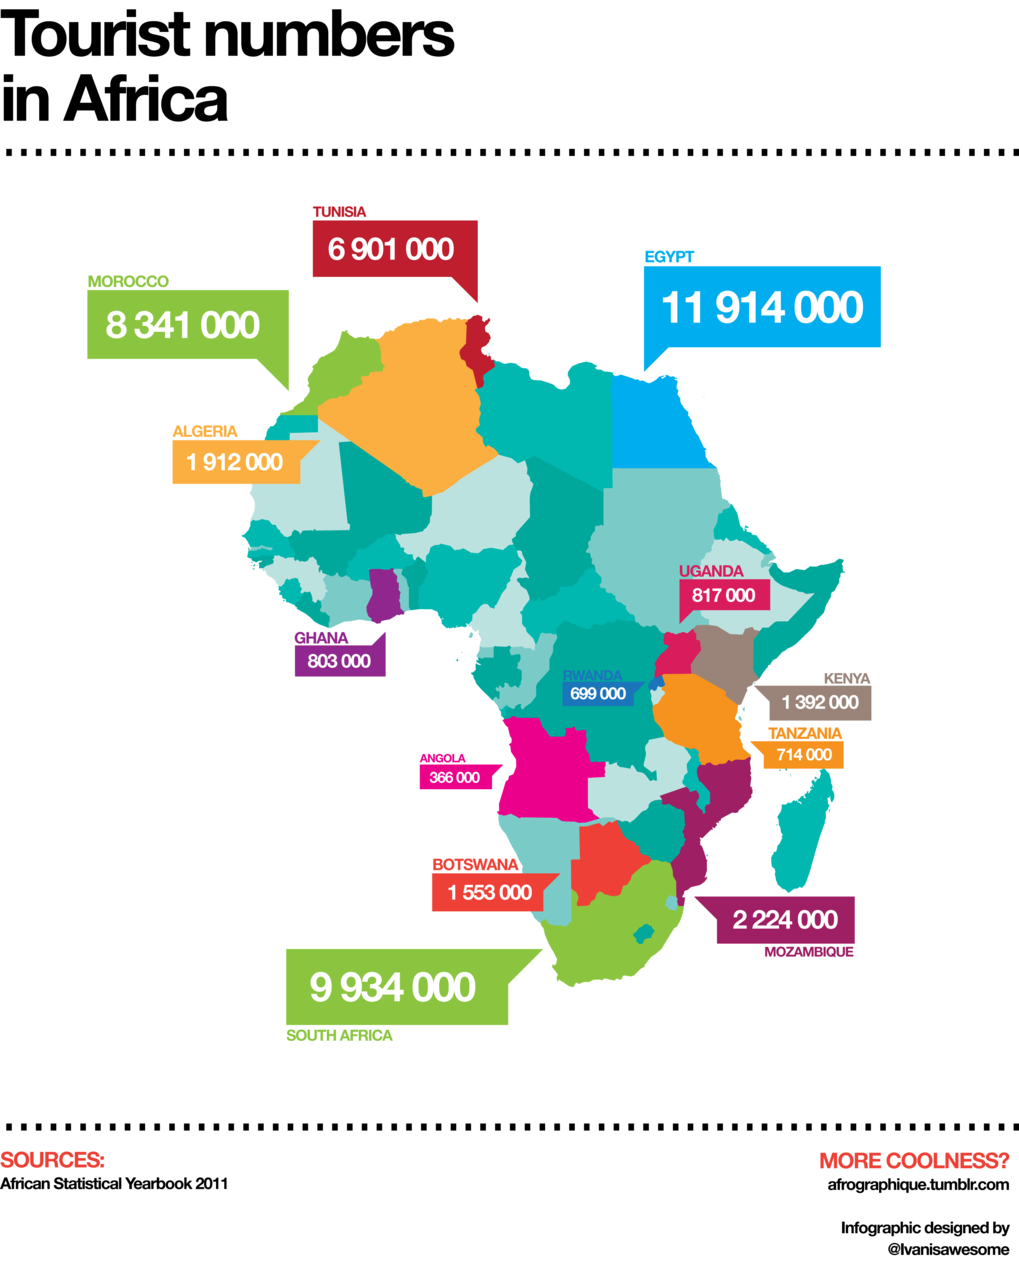 Tourist numbers
in Africa
TUNISIA
6 901 000
EGYPT
11 914 000
MOROCCO
8 341 000
ALGERIA
1 912 000
UGANDA
817 000
GHANA
803 000
RWANDA
699 000
KENYA
1 392 000
TANZANIA
714 000
ANGOLA
366 000
BOTSWANA
1 553 000
2 224 000
MOZAMBIQUE
9 934 000
SOUTH AFRICA
SOURCES:
African Statistical Yearbook 2011
MORE COOLNESS?
afrographique.tumblr.com
Infographic designed by
@Ivanisawesome